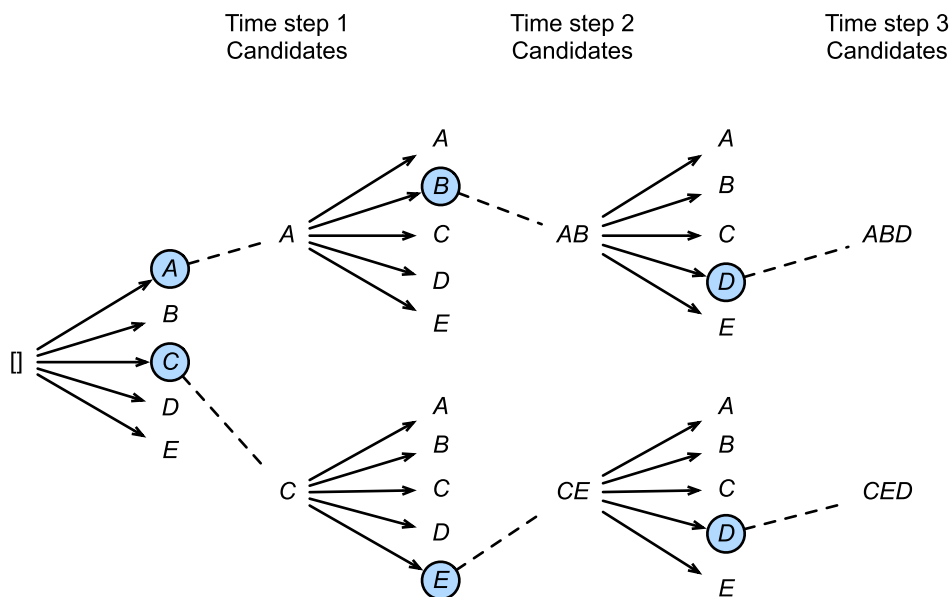 Time step 1
Candidates
Time step 2
Candidates
Time step 3
Candidates
[]
A
B
C
D
E
A
A
B
C
D
E
C
A
B
C
D
E
AB
A
B
C
D
E
CE
A
B
C
D
E
ABD
CED